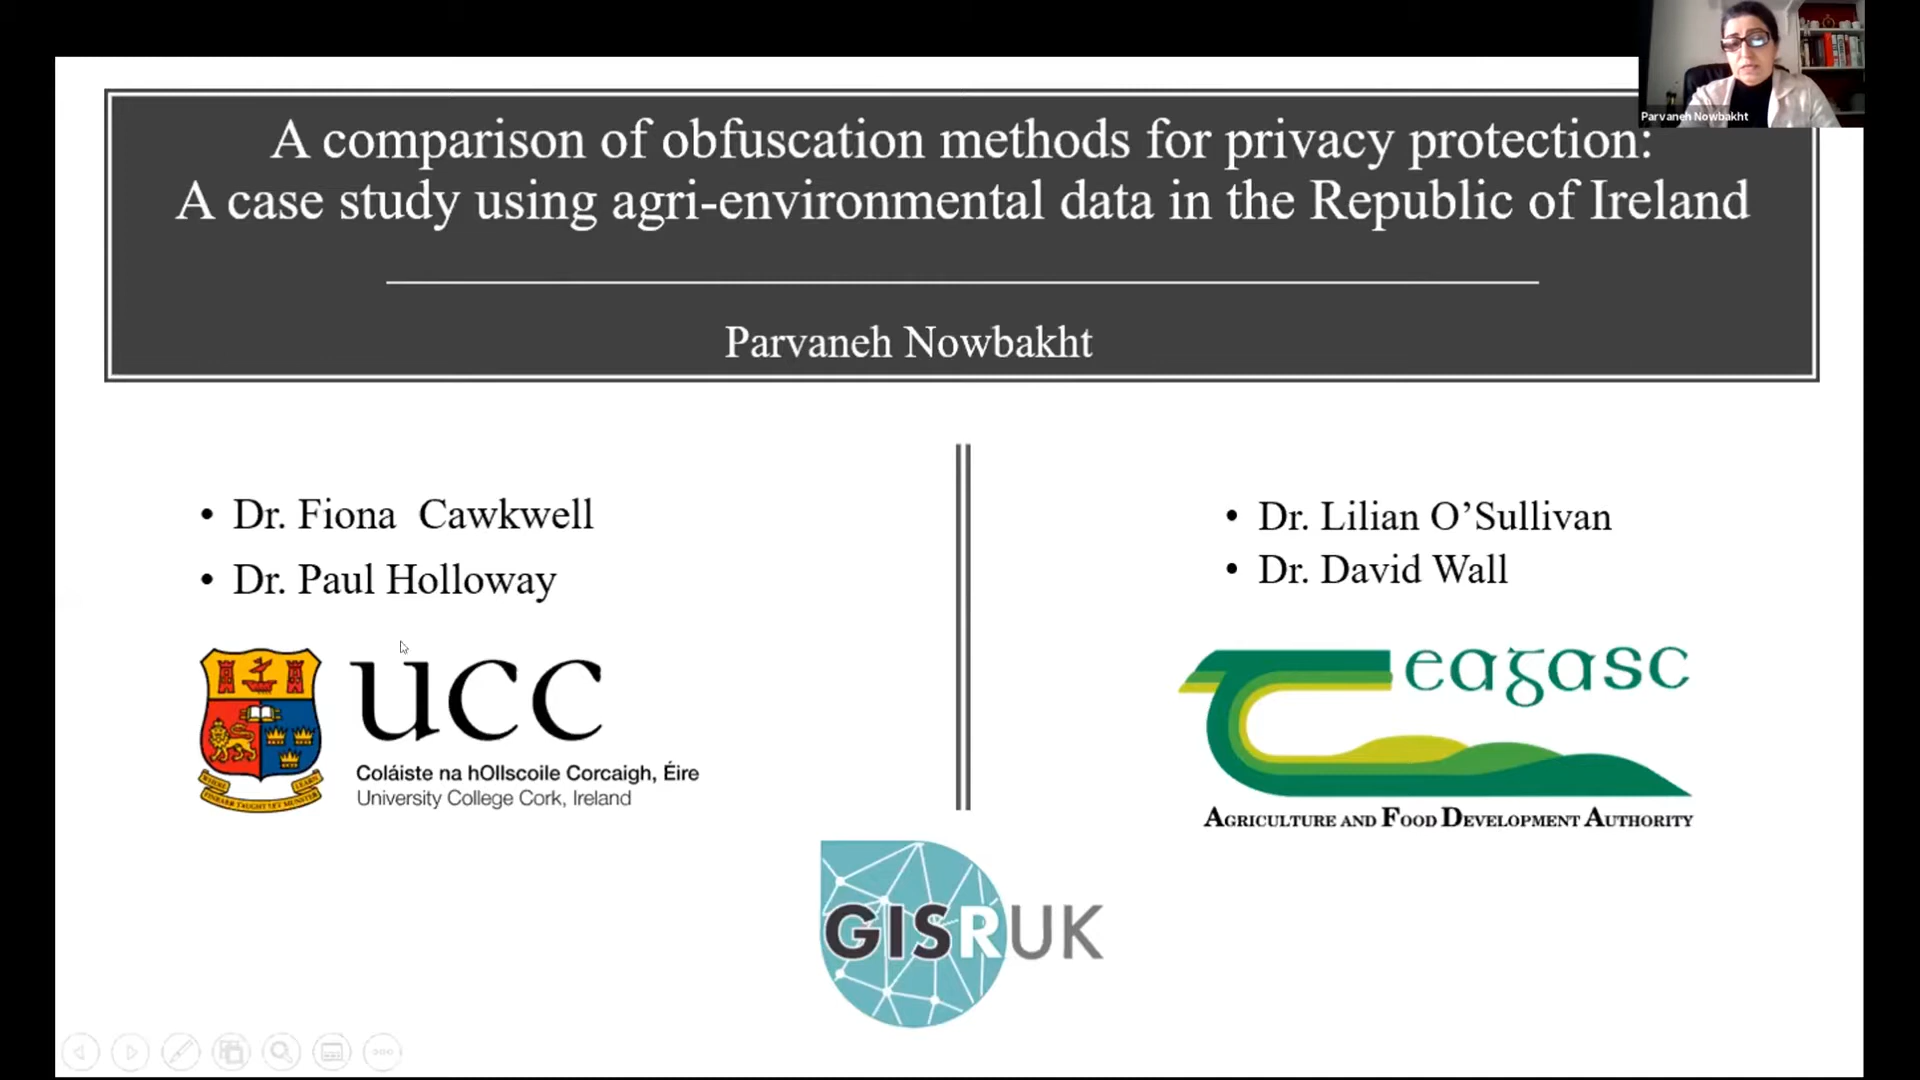 Parvaneh Nowbakht
A comparison of obfuscation methods for privacy protection:
A case study using agri-environmental data in the Republic of Ireland
Parvaneh Nowbakht
• Dr. Fiona Cawkwell
• Dr. Paul Holloway
ucc
Coláiste na hOllscoile Corcaigh, Éire
University College Cork, Ireland
• Dr. Lilian O’Sullivan
• Dr. David Wall
Teagasc
AGRICULTURE AND FOOD DEVELOPMENT AUTHORITY
GISRUK